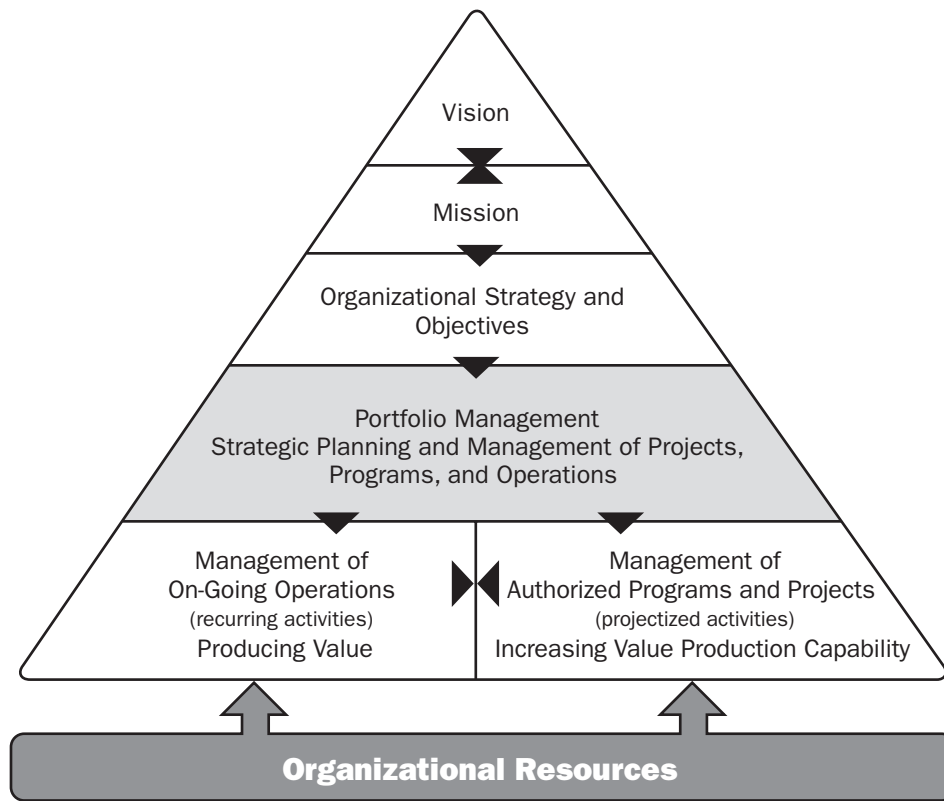 Vision
Mission
Organizational Strategy and
Objectives
Portfolio Management
Strategic Planning and Management of Projects,
Programs, and Operations
Management of
On-Going Operations
(recurring activities)
Producing Value
Management of
Authorized Programs and Projects
(projectized activities)
Increasing Value Production Capability
Organizational Resources